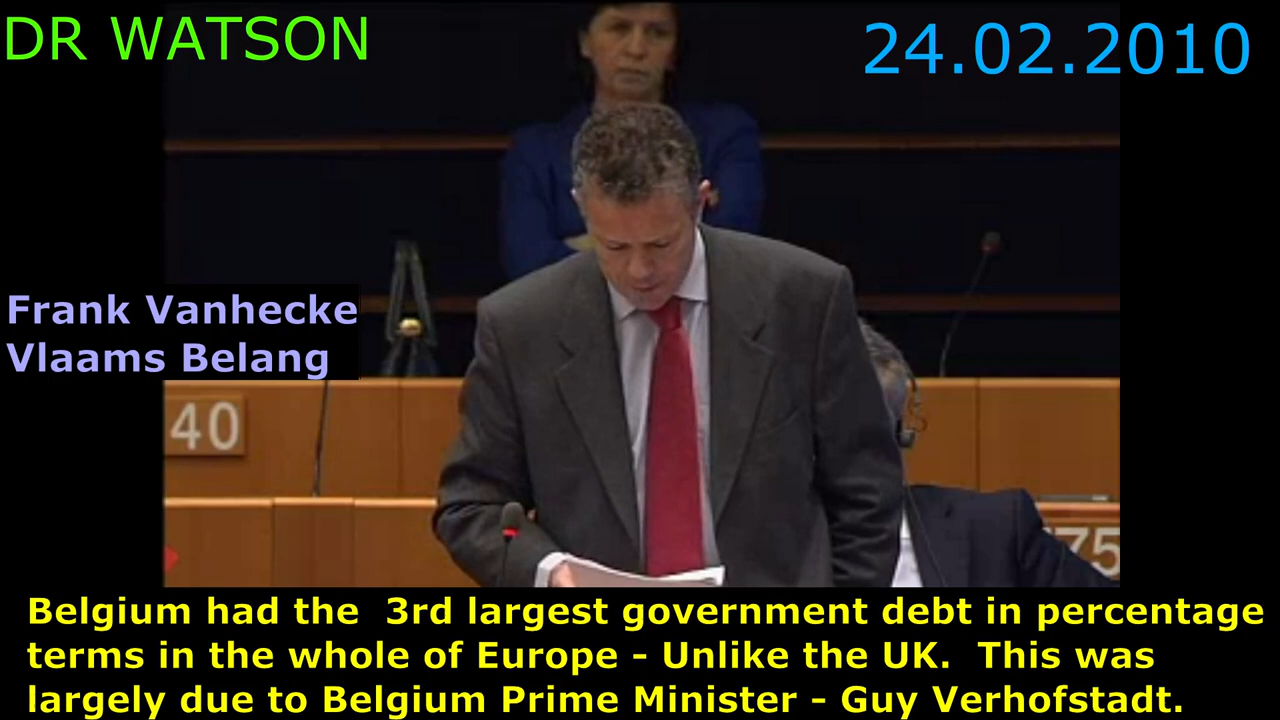 DR WATSON
24.02.2010
Frank Vanhecke
Vlaams Belang
40
75
Belgium had the  3rd largest government debt in percentage
terms in the whole of Europe - Unlike the UK.  This was
largely due to Belgium Prime Minister - Guy Verhofstadt.